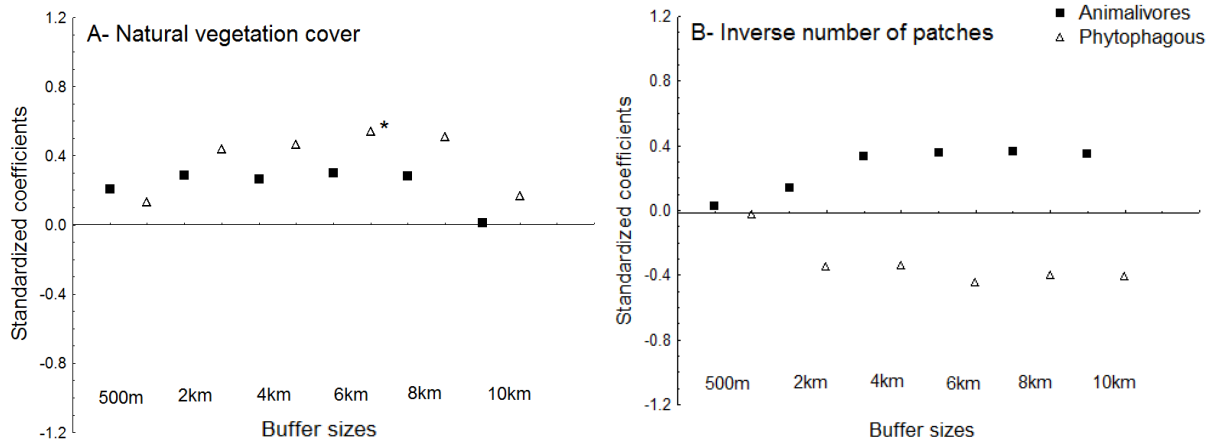 A- Natural vegetation cover
Standardized coefficients
1.2
0.8
0.4
0.0
-0.4
-0.8
-1.2
*
500m 2km 4km 6km 8km 10km
Buffer sizes
B- Inverse number of patches
Animalivores
Phytophagous
Standardized coefficients
1.2
0.8
0.4
0.0
-0.4
-0.8
-1.2
500m 2km 4km 6km 8km 10km
Buffer sizes